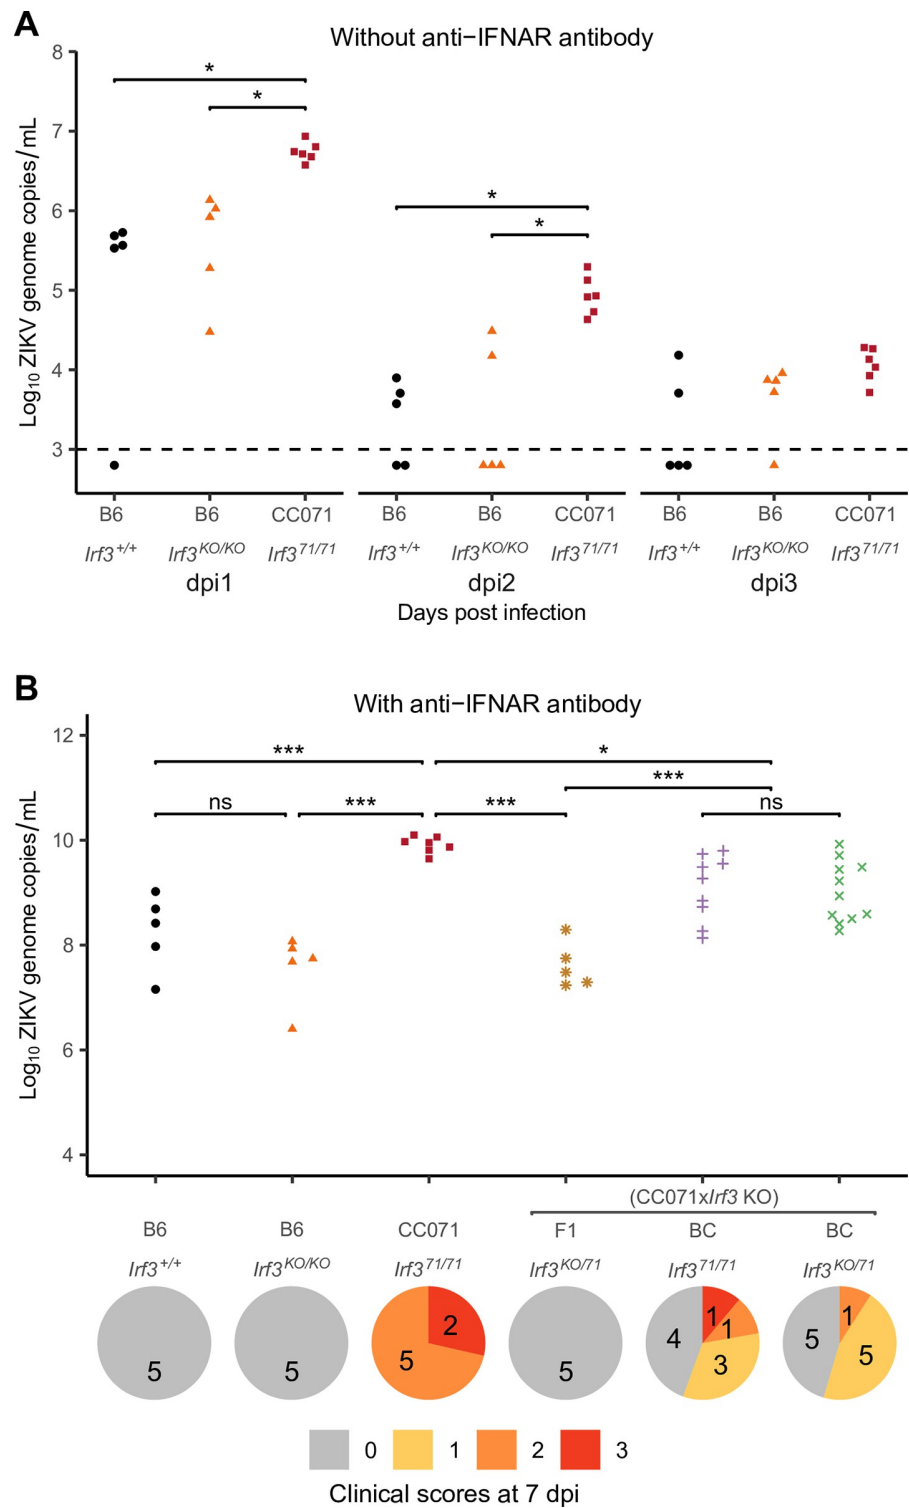 A
Without anti−IFNAR antibody
Log10 ZIKV genome copies/mL
8
7
6
5
4
3
* * * *
B6 B6 CC071 B6 B6 CC071 B6 B6 CC071
Irf3+/+ Irf3KO/KO Irf371/71 Irf3+/+ Irf3KO/KO Irf371/71 Irf3+/+ Irf3KO/KO Irf371/71
dpi1 dpi2 dpi3
Days post infection
B
With anti−IFNAR antibody
Log10 ZIKV genome copies/mL
12
10
8
6
4
*** *
***
ns *** *** ns
(CC071xIrf3 KO)
B6 B6 CC071 F1 BC BC
Irf3+/+ Irf3KO/KO Irf371/71 Irf3KO/71 Irf371/71 Irf3KO/71
5 5 2 5 5 1 1 3 4 1 5 5
0 1 2 3
Clinical scores at 7 dpi